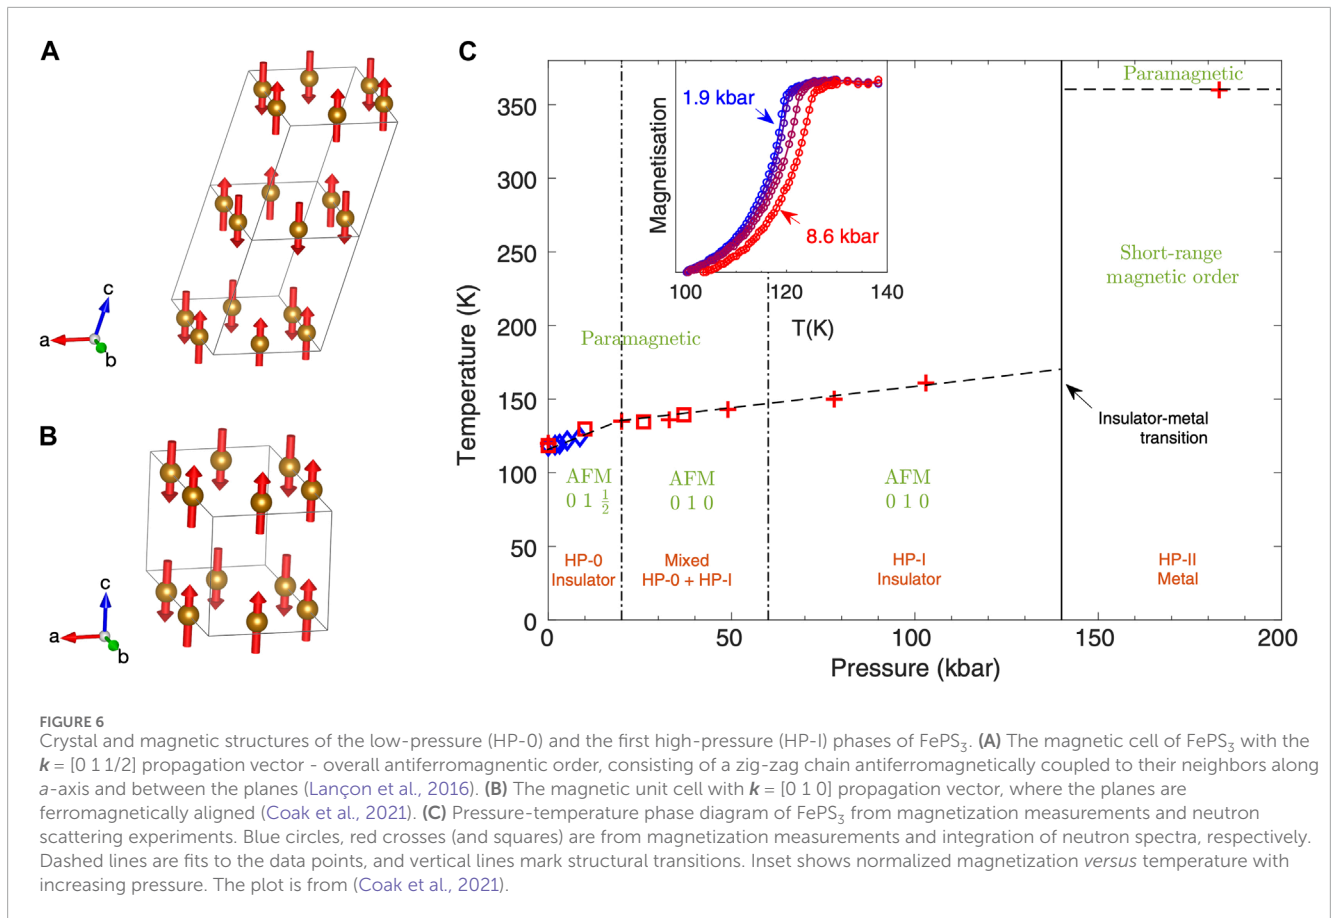 A
c
a
b
B
c
a
b
C
Temperature (K)
350
300
250
200
150
100
50
0
0
50
100
150
200
Pressure (kbar)
Magnetisation
1.9 kbar
8.6 kbar
100
120
140
T(K)
Paramagnetic
Paramagnetic
Short-range
magnetic order
Insulator-metal
transition
AFM
0 1 1/2
AFM
0 1 0
AFM
0 1 0
HP-0
Insulator
Mixed
HP-0 + HP-I
HP-I
Insulator
HP-II
Metal
FIGURE 6
Crystal and magnetic structures of the low-pressure (HP-0) and the first high-pressure (HP-I) phases of FePS₃. (A) The magnetic cell of FePS₃ with the
k = [0 1 1/2] propagation vector - overall antiferromagnentic order, consisting of a zig-zag chain antiferromagnetically coupled to their neighbors along
a-axis and between the planes (Lançon et al., 2016). (B) The magnetic unit cell with k = [0 1 0] propagation vector, where the planes are
ferromagnetically aligned (Coak et al., 2021). (C) Pressure-temperature phase diagram of FePS₃ from magnetization measurements and neutron
scattering experiments. Blue circles, red crosses (and squares) are from magnetization measurements and integration of neutron spectra, respectively.
Dashed lines are fits to the data points, and vertical lines mark structural transitions. Inset shows normalized magnetization versus temperature with
increasing pressure. The plot is from (Coak et al., 2021).